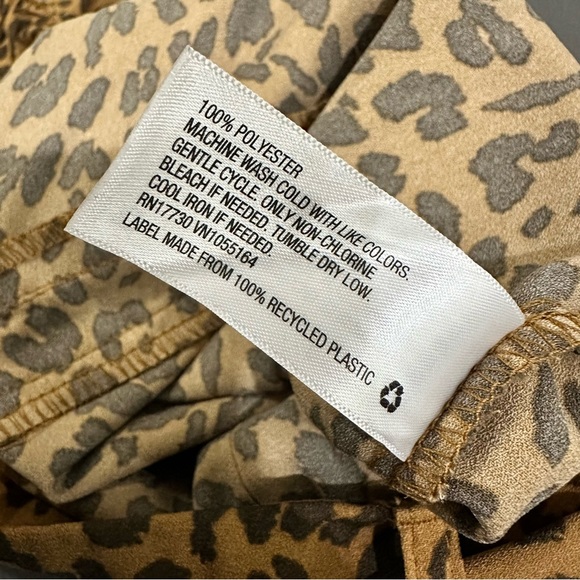 100% POLYESTER
MACHINE WASH COLD WITH LIKE COLORS.
GENTLE CYCLE. ONLY NON-CHLORINE
BLEACH IF NEEDED. TUMBLE DRY LOW.
COOL IRON IF NEEDED.
RN17730 VN1055164
LABEL MADE FROM 100% RECYCLED PLASTIC